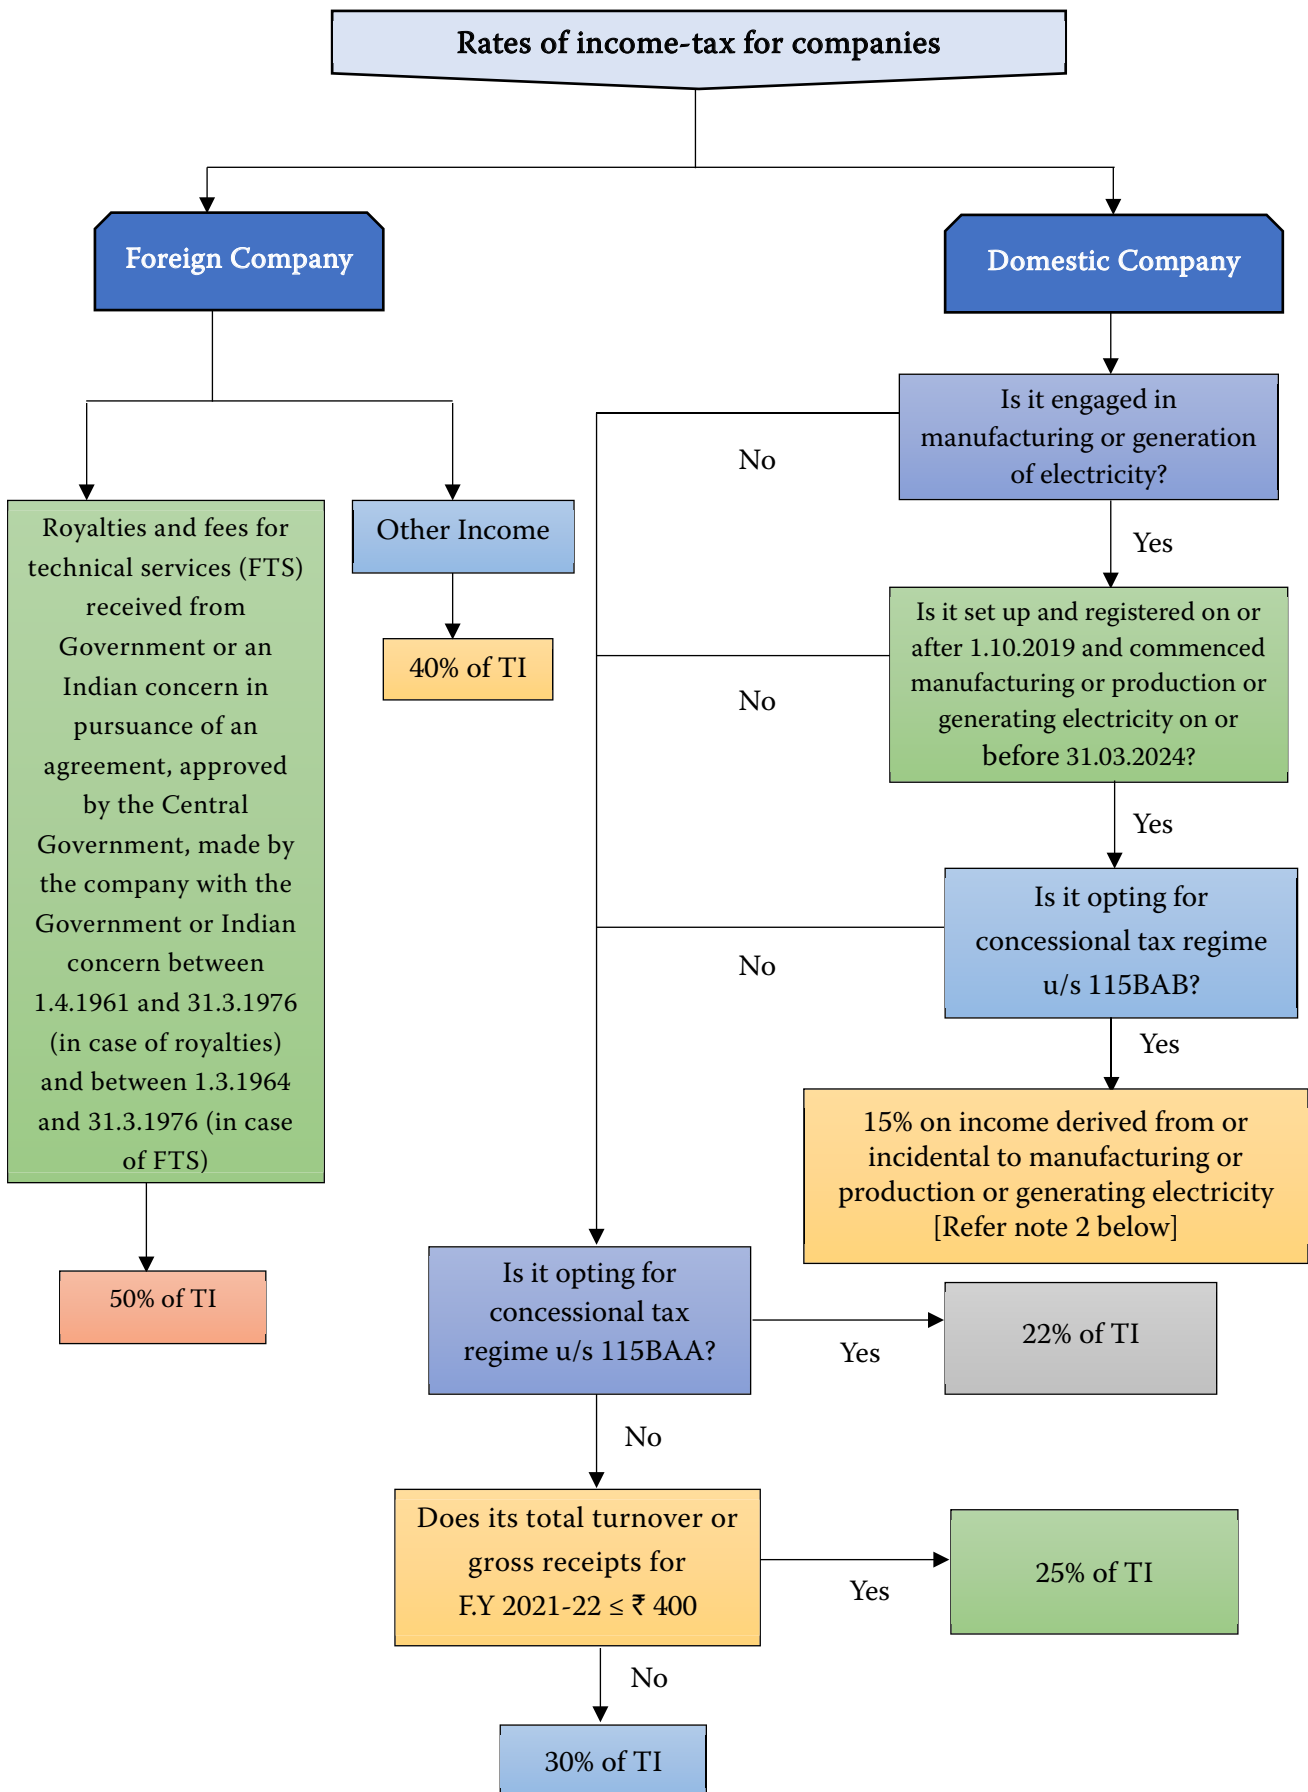 Rates of income-tax for companies
Foreign Company
Domestic Company
Royalties and fees for
technical services (FTS)
received from
Government or an
Indian concern in
pursuance of an
agreement, approved
by the Central
Government, made by
the company with the
Government or Indian
concern between
1.4.1961 and 31.3.1976
(in case of royalties)
and between 1.3.1964
and 31.3.1976 (in case
of FTS)
50% of TI
Other Income
40% of TI
Is it engaged in
manufacturing or generation
of electricity?
No
Yes
Is it set up and registered on or
after 1.10.2019 and commenced
manufacturing or production or
generating electricity on or
before 31.03.2024?
No
Yes
Is it opting for
concessional tax regime
u/s 115BAB?
No
Yes
15% on income derived from or
incidental to manufacturing or
production or generating electricity
[Refer note 2 below]
Is it opting for
concessional tax
regime u/s 115BAA?
Yes
22% of TI
No
Does its total turnover or
gross receipts for
F.Y 2021-22 ≤ ₹ 400
Yes
25% of TI
No
30% of TI